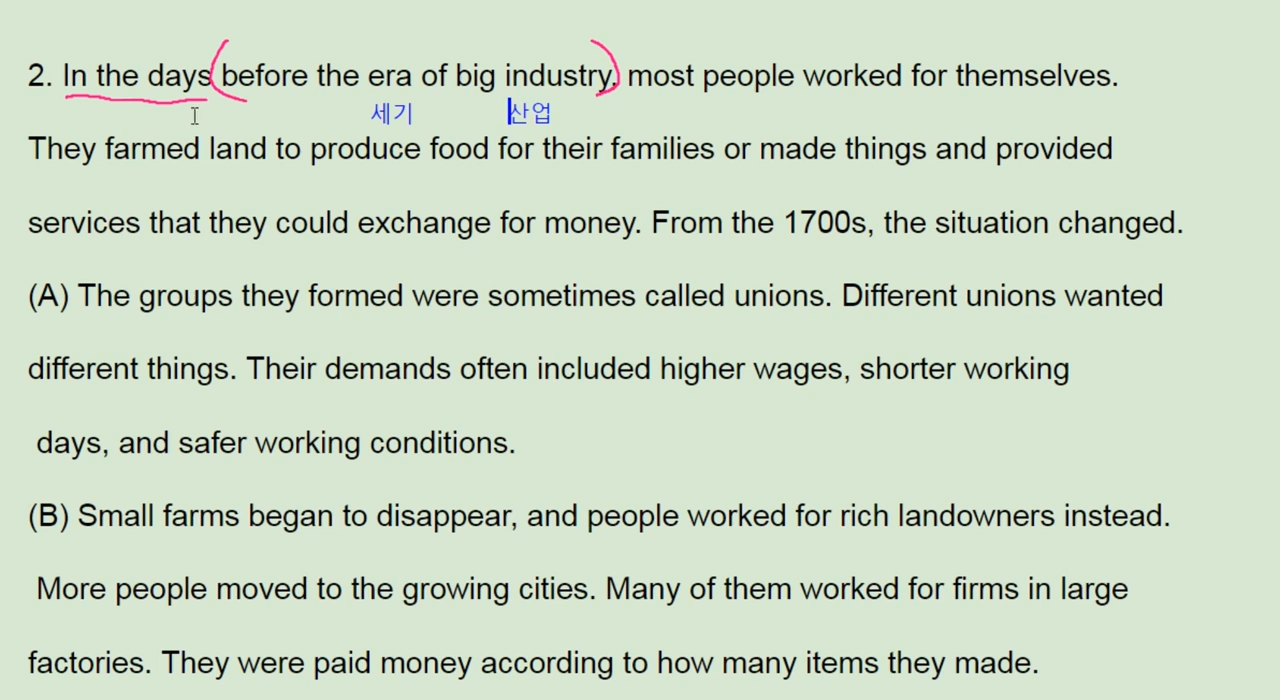 2. In the days before the era of big industry, most people worked for themselves.
세기 산업
They farmed land to produce food for their families or made things and provided
services that they could exchange for money. From the 1700s, the situation changed.
(A) The groups they formed were sometimes called unions. Different unions wanted
different things. Their demands often included higher wages, shorter working
days, and safer working conditions.
(B) Small farms began to disappear, and people worked for rich landowners instead.
More people moved to the growing cities. Many of them worked for firms in large
factories. They were paid money according to how many items they made.